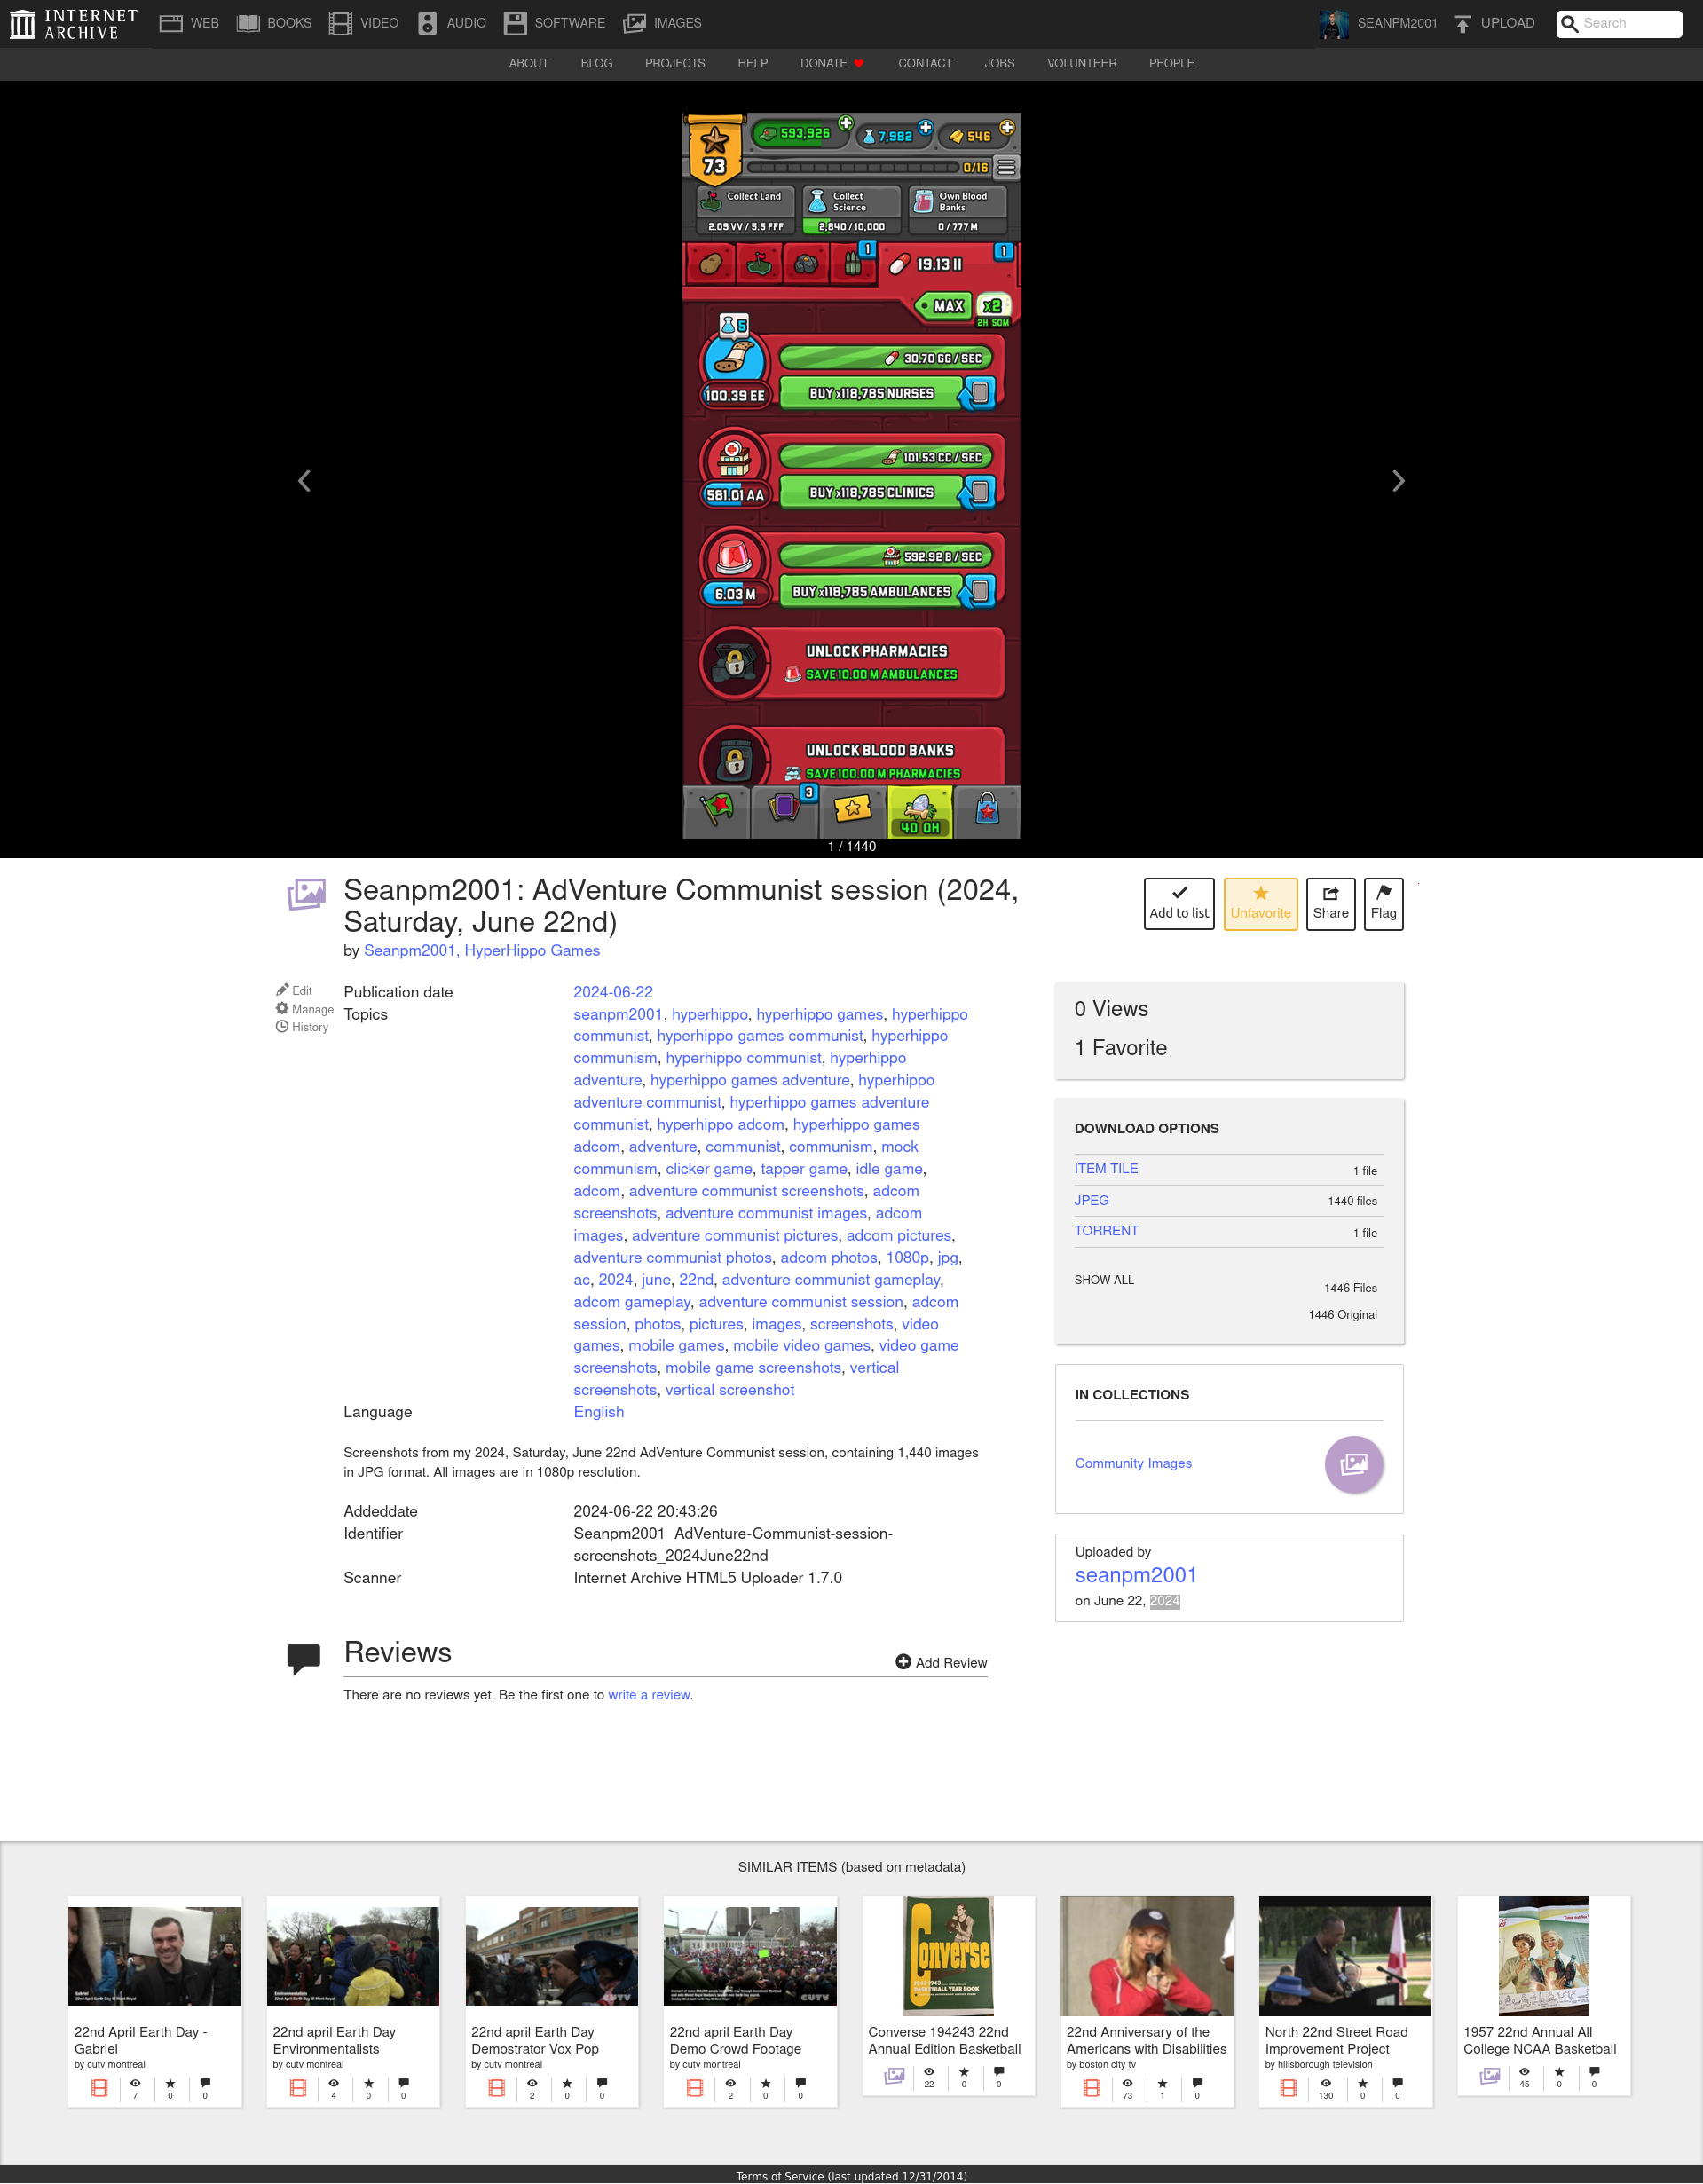 INTERNET ARCHIVE
WEB BOOKS VIDEO AUDIO SOFTWARE IMAGES SEANPM2001 UPLOAD Search
ABOUT BLOG PROJECTS HELP DONATE CONTACT JOBS VOLUNTEER PEOPLE
593,926 7,982 546
73
0/16
Collect Land Collect Science Own Blood Banks
2.09 VV / 5.5 FFF 2,840 / 10,000 0 / 777 M
1 19.13 II 1
MAX x2
2H 50M
5
30.70 GG / SEC
100.39 EE BUY x118,785 NURSES
101.53 CC / SEC
581.01 AA BUY x118,785 CLINICS
592.92 B / SEC
6.03 M BUY x118,785 AMBULANCES
UNLOCK PHARMACIES
SAVE 10.00 M AMBULANCES
UNLOCK BLOOD BANKS
SAVE 100.00 M PHARMACIES
3
4D 0H
1 / 1440
Seanpm2001: AdVenture Communist session (2024,
Saturday, June 22nd)
by Seanpm2001, HyperHippo Games
Add to list Unfavorite Share Flag
Edit
Manage
History
Publication date 2024-06-22
Topics seanpm2001, hyperhippo, hyperhippo games, hyperhippo
communist, hyperhippo games communist, hyperhippo
communism, hyperhippo communist, hyperhippo
adventure, hyperhippo games adventure, hyperhippo
adventure communist, hyperhippo games adventure
communist, hyperhippo adcom, hyperhippo games
adcom, adventure, communist, communism, mock
communism, clicker game, tapper game, idle game,
adcom, adventure communist screenshots, adcom
screenshots, adventure communist images, adcom
images, adventure communist pictures, adcom pictures,
adventure communist photos, adcom photos, 1080p, jpg,
ac, 2024, june, 22nd, adventure communist gameplay,
adcom gameplay, adventure communist session, adcom
session, photos, pictures, images, screenshots, video
games, mobile games, mobile video games, video game
screenshots, mobile game screenshots, vertical
screenshots, vertical screenshot
Language English
Screenshots from my 2024, Saturday, June 22nd AdVenture Communist session, containing 1,440 images
in JPG format. All images are in 1080p resolution.
Addeddate 2024-06-22 20:43:26
Identifier Seanpm2001_AdVenture-Communist-session-
screenshots_2024June22nd
Scanner Internet Archive HTML5 Uploader 1.7.0
0 Views
1 Favorite
DOWNLOAD OPTIONS
ITEM TILE 1 file
JPEG 1440 files
TORRENT 1 file
SHOW ALL 1446 Files
1446 Original
IN COLLECTIONS
Community Images
Uploaded by
seanpm2001
on June 22, 2024
Reviews
Add Review
There are no reviews yet. Be the first one to write a review.
SIMILAR ITEMS (based on metadata)
22nd April Earth Day -
Gabriel
by cutv montreal
7 0 0
22nd april Earth Day
Environmentalists
by cutv montreal
4 0 0
CUTV
22nd april Earth Day
Demostrator Vox Pop
by cutv montreal
2 0 0
CUTV
22nd april Earth Day
Demo Crowd Footage
by cutv montreal
2 0 0
Converse
BASKETBALL YEAR BOOK
Converse 194243 22nd
Annual Edition Basketball
22 0 0
22nd Anniversary of the
Americans with Disabilities
by boston city tv
73 1 0
North 22nd Street Road
Improvement Project
by hillsborough television
130 0 0
1957 22nd Annual All
College NCAA Basketball
45 0 0
Terms of Service (last updated 12/31/2014)